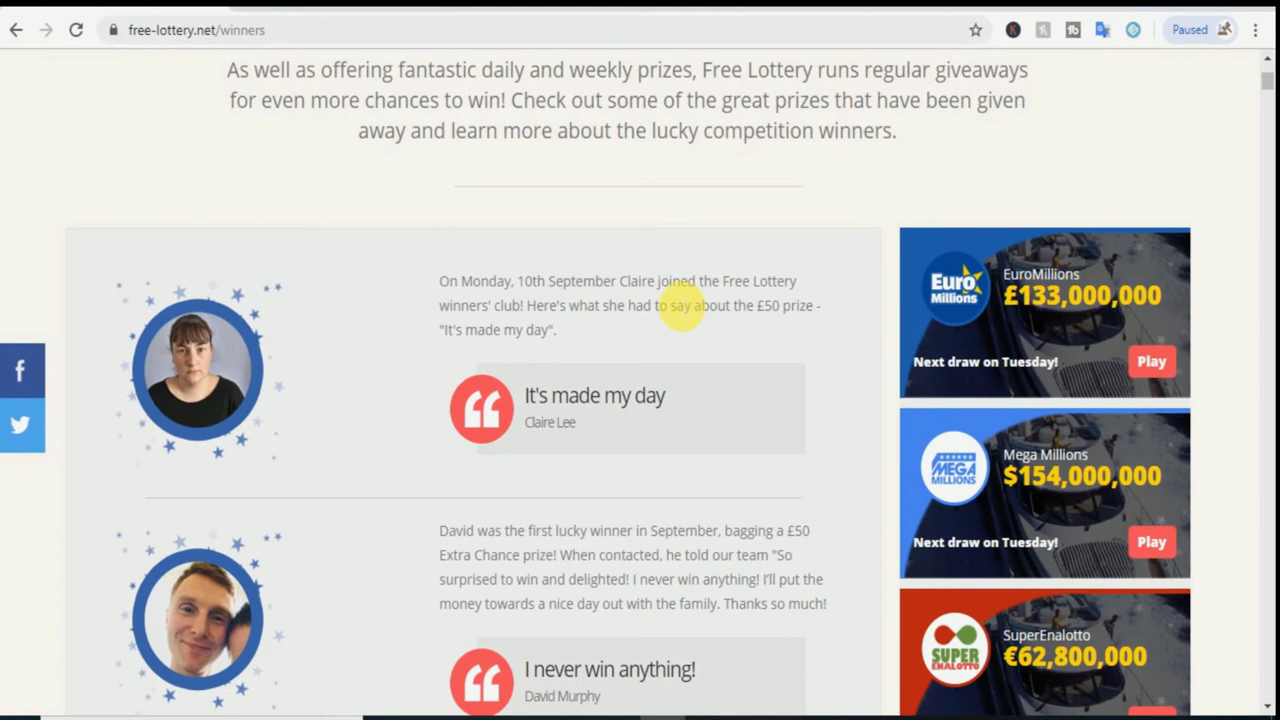 free-lottery.net/winners
Paused
As well as offering fantastic daily and weekly prizes, Free Lottery runs regular giveaways
for even more chances to win! Check out some of the great prizes that have been given
away and learn more about the lucky competition winners.
On Monday, 10th September Claire joined the Free Lottery
winners' club! Here's what she had to say about the £50 prize -
"It's made my day".
It's made my day
Claire Lee
David was the first lucky winner in September, bagging a £50
Extra Chance prize! When contacted, he told our team "So
surprised to win and delighted! I never win anything! I'll put the
money towards a nice day out with the family. Thanks so much!
I never win anything!
David Murphy
Euro
Millions
EuroMillions
£133,000,000
Next draw on Tuesday!
Play
MEGA
MILLIONS
Mega Millions
$154,000,000
Next draw on Tuesday!
Play
SUPER
ENALOTTO
SuperEnalotto
€62,800,000